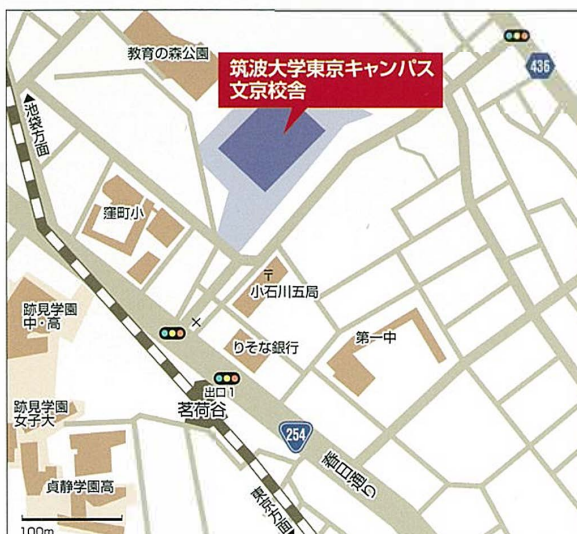 教育の森公園
筑波大学東京キャンパス
文京校舎
436
▲池袋方面
窪町小
〒
小石川五局
跡見学園
中・高
りそな銀行
第一中
出口1
茗荷谷
跡見学園
女子大
254
春日通り
貞静学園高
東京方面▼
100m